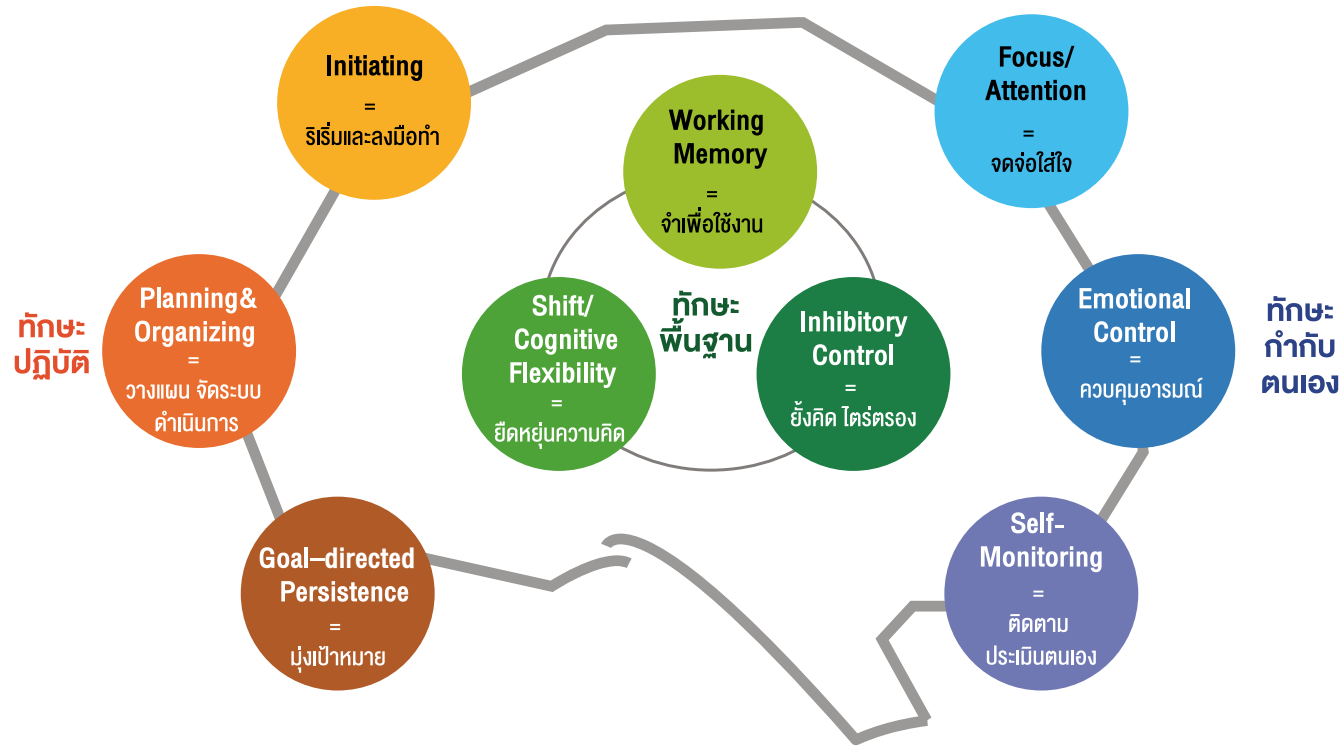 Initiating
=
ริเริ่มและลงมือทำ
Focus/
Attention
=
จดจ่อใส่ใจ
Working
Memory
=
จำเพื่อใช้งาน
ทักษะ
ปฏิบัติ
Planning&
Organizing
=
วางแผน จัดระบบ
ดำเนินการ
Shift/
Cognitive
Flexibility
=
ยืดหยุ่นความคิด
ทักษะ
พื้นฐาน
Inhibitory
Control
=
ยั้งคิด ไตร่ตรอง
Emotional
Control
=
ควบคุมอารมณ์
ทักษะ
กำกับ
ตนเอง
Goal–directed
Persistence
=
มุ่งเป้าหมาย
Self-
Monitoring
=
ติดตาม
ประเมินตนเอง